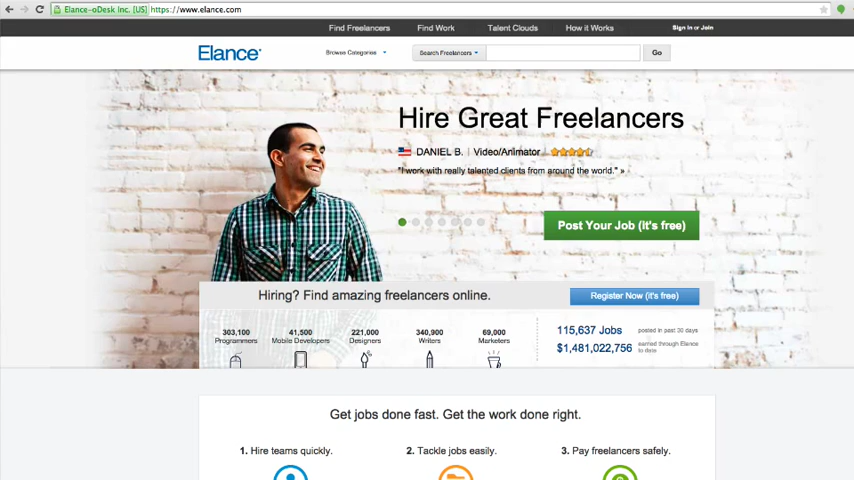 Elance-oDesk Inc. [US] https://www.elance.com
Find Freelancers Find Work Talent Clouds How it Works Sign In or Join
Elance Browse Categories Search Freelancers Go
Hire Great Freelancers
DANIEL B. | Video/Animator
"I work with really talented clients from around the world." »
Post Your Job (it's free)
Hiring? Find amazing freelancers online. Register Now (it's free)
303,100 41,500 221,000 340,900 69,000
Programmers Mobile Developers Designers Writers Marketers
115,637 Jobs posted in past 30 days
$1,481,022,756 earned through Elance to date
Get jobs done fast. Get the work done right.
1. Hire teams quickly. 2. Tackle jobs easily. 3. Pay freelancers safely.